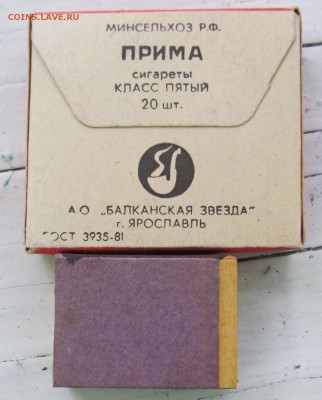 COINS.LAVE.RU
МИНСЕЛЬХОЗ Р.Ф.
ПРИМА
сигареты
КЛАСС ПЯТЫЙ
20 шт.
АО „БАЛКАНСКАЯ ЗВЕЗДА"
г. ЯРОСЛАВЛЬ
ГОСТ 3935-81